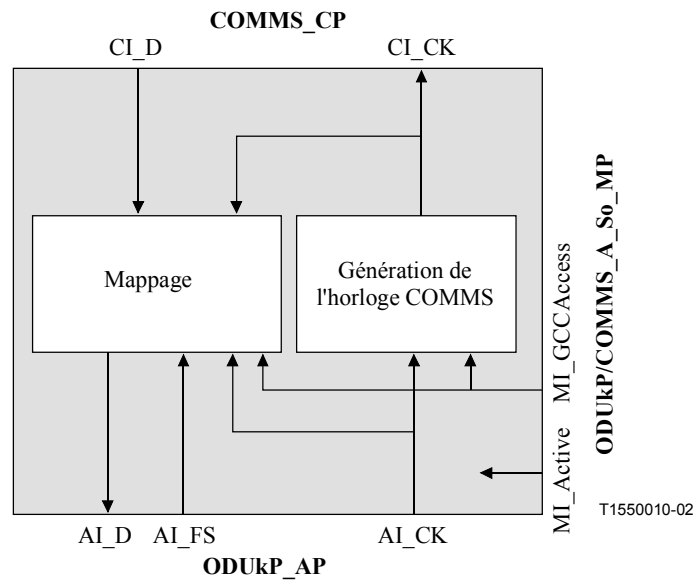 COMMS_CP
CI_D
CI_CK
Mappage
Génération de
l'horloge COMMS
MI_GCCAccess
MI_Active
ODUkP/COMMS_A_So_MP
T1550010-02
AI_D
AI_FS
AI_CK
ODUkP_AP